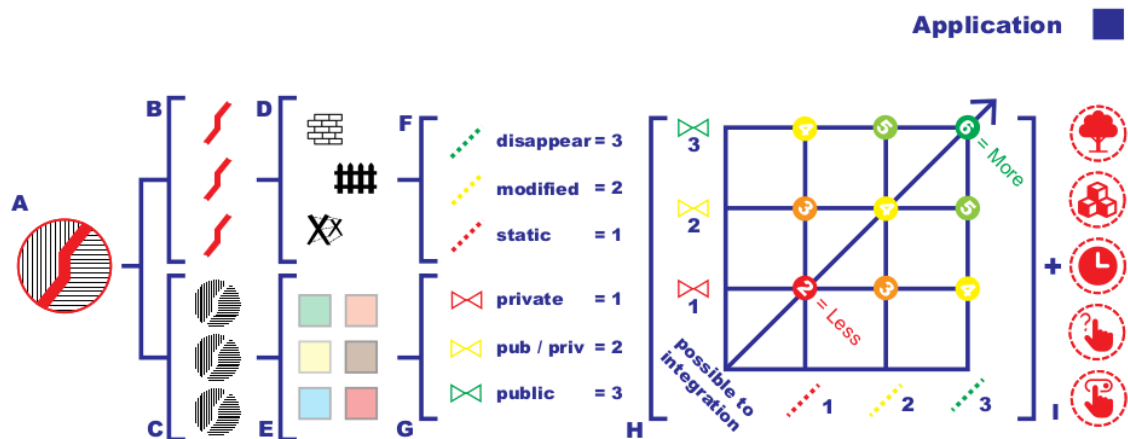 Application
A
B
C
D
E
F
disappear = 3
modified = 2
static = 1
G
private = 1
pub / priv = 2
public = 3
H
3
2
1
4
5
6
= More
3
4
5
2
= Less
3
4
possible to
integration
1
2
3
+
I
?